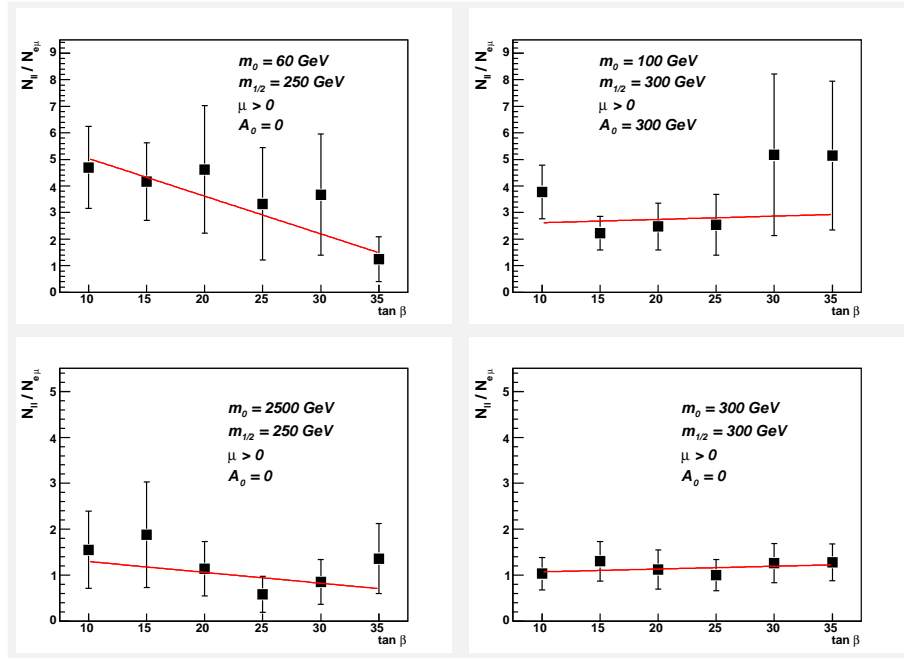 N_ll / N_eμ
9
8
7
6
5
4
3
2
1
0
m_0 = 60 GeV
m_1/2 = 250 GeV
μ > 0
A_0 = 0
10 15 20 25 30 35
tan β
N_ll / N_eμ
9
8
7
6
5
4
3
2
1
0
m_0 = 100 GeV
m_1/2 = 300 GeV
μ > 0
A_0 = 300 GeV
10 15 20 25 30 35
tan β
N_ll / N_eμ
5
4
3
2
1
0
m_0 = 2500 GeV
m_1/2 = 250 GeV
μ > 0
A_0 = 0
10 15 20 25 30 35
tan β
N_ll / N_eμ
5
4
3
2
1
0
m_0 = 300 GeV
m_1/2 = 300 GeV
μ > 0
A_0 = 0
10 15 20 25 30 35
tan β